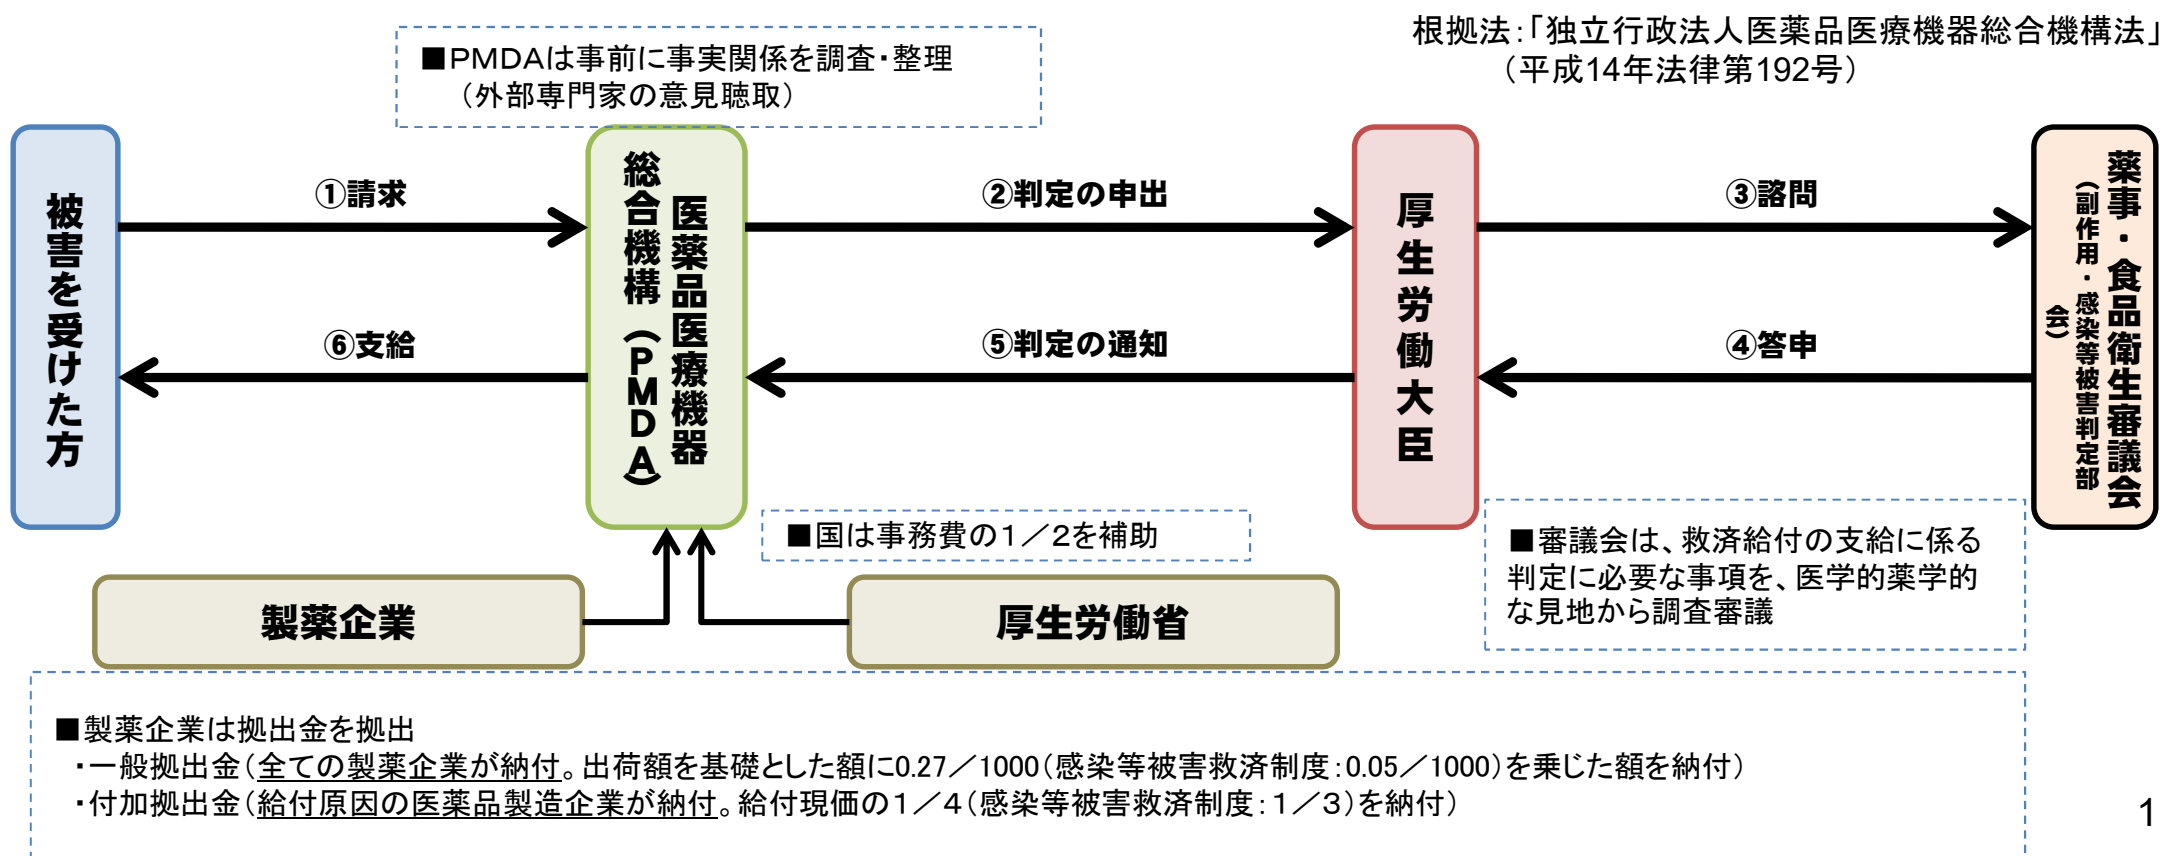 根拠法：「独立行政法人医薬品医療機器総合機構法」
（平成14年法律第192号）
■PMDAは事前に事実関係を調査・整理
（外部専門家の意見聴取）
被害を受けた方
①請求
医薬品医療機器
総合機構（PMDA）
②判定の申出
厚生労働大臣
③諮問
薬事・食品衛生審議会
（副作用・感染等被害判定部
会）
⑥支給
⑤判定の通知
④答申
■国は事務費の１／２を補助
■審議会は、救済給付の支給に係る
判定に必要な事項を、医学的薬学的
な見地から調査審議
製薬企業
厚生労働省
■製薬企業は拠出金を拠出
・一般拠出金（全ての製薬企業が納付。出荷額を基礎とした額に0.27／1000（感染等被害救済制度：0.05／1000）を乗じた額を納付）
・付加拠出金（給付原因の医薬品製造企業が納付。給付現価の１／４（感染等被害救済制度：１／３）を納付）
1